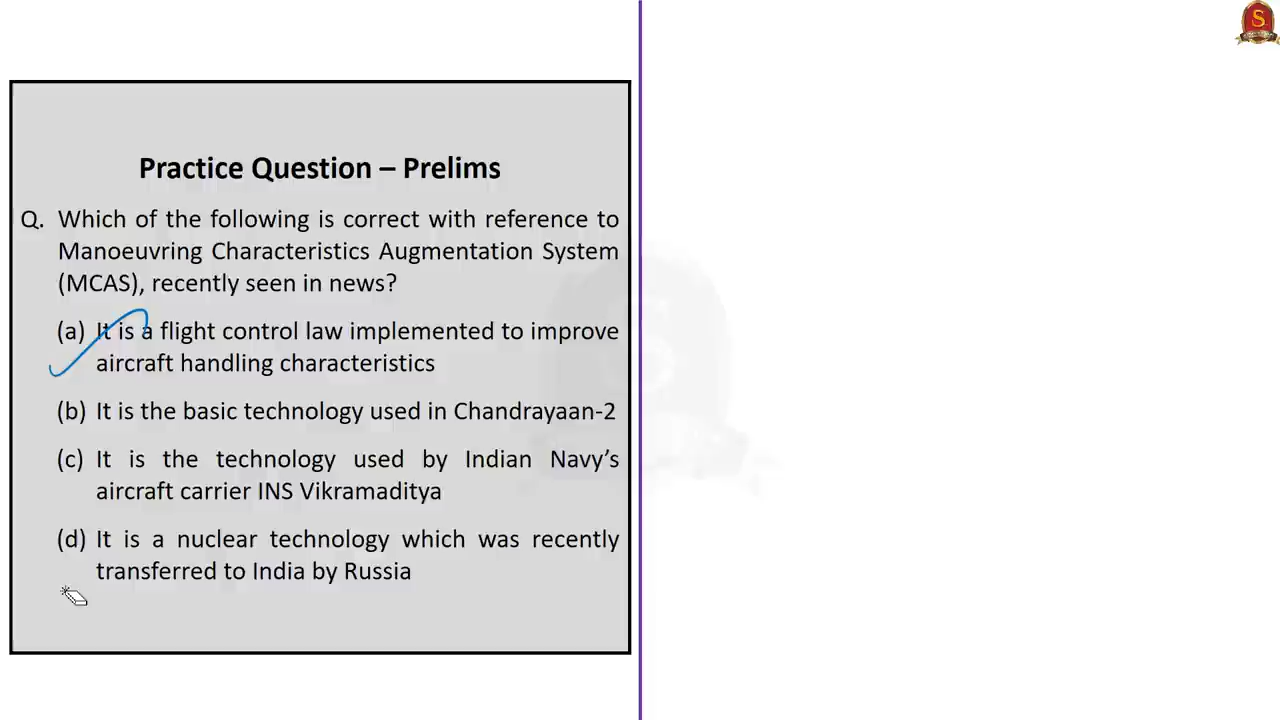 S
Practice Question – Prelims
Q. Which of the following is correct with reference to
Manoeuvring Characteristics Augmentation System
(MCAS), recently seen in news?
(a) It is a flight control law implemented to improve
aircraft handling characteristics
(b) It is the basic technology used in Chandrayaan-2
(c) It is the technology used by Indian Navy’s
aircraft carrier INS Vikramaditya
(d) It is a nuclear technology which was recently
transferred to India by Russia